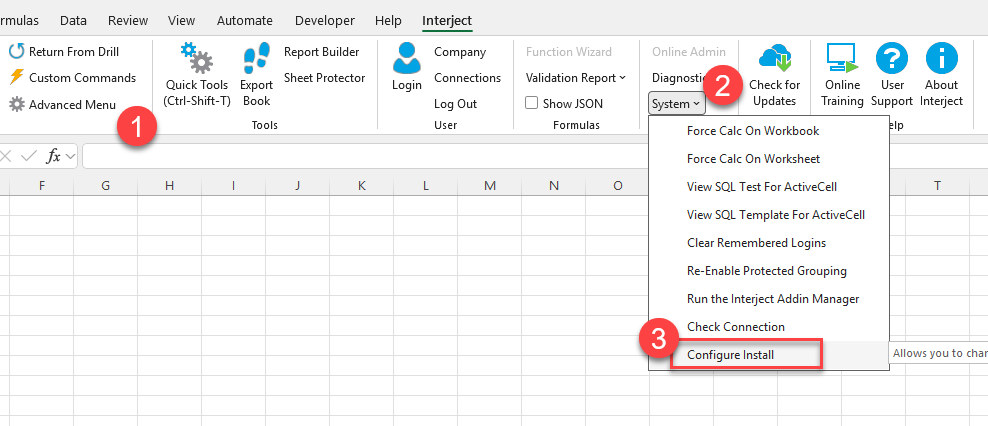 ormulas Data Review View Automate Developer Help Interject
Return From Drill
Custom Commands
Advanced Menu
1
Quick Tools
(Ctrl-Shift-T)
Export
Book
Report Builder
Sheet Protector
Tools
Login
Company
Connections
Log Out
User
Function Wizard
Validation Report
Show JSON
Formulas
Online Admin
Diagnostic
2
System
Check for
Updates
Online
Training
User
Support
About
Interject
elp
fx
F G H I J K L M N O T
Force Calc On Workbook
Force Calc On Worksheet
View SQL Test For ActiveCell
View SQL Template For ActiveCell
Clear Remembered Logins
Re-Enable Protected Grouping
Run the Interject Addin Manager
Check Connection
3
Configure Install
Allows you to chan